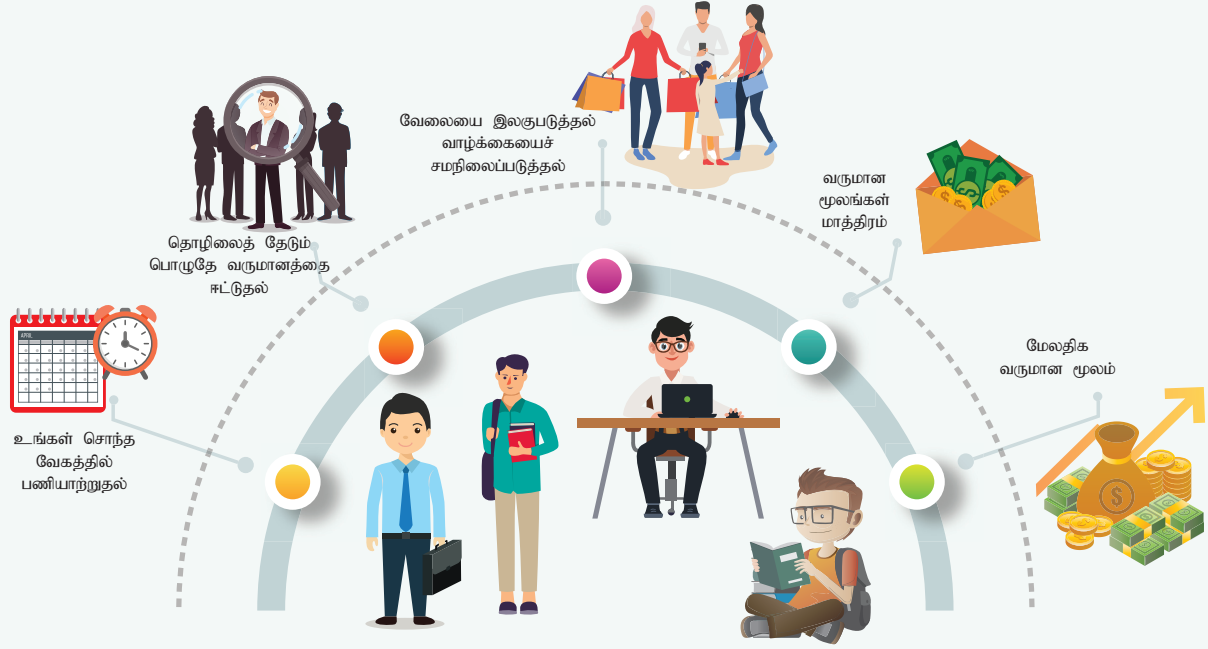 வேலையை இலகுபடுத்தல்
வாழ்க்கையைச்
சமநிலைப்படுத்தல்
வருமான
மூலங்கள்
மாத்திரம்
தொழிலைத் தேடும்
பொழுதே வருமானத்தை
ஈட்டுதல்
APRIL
மேலதிக
வருமான மூலம்
உங்கள் சொந்த
வேகத்தில்
பணியாற்றுதல்